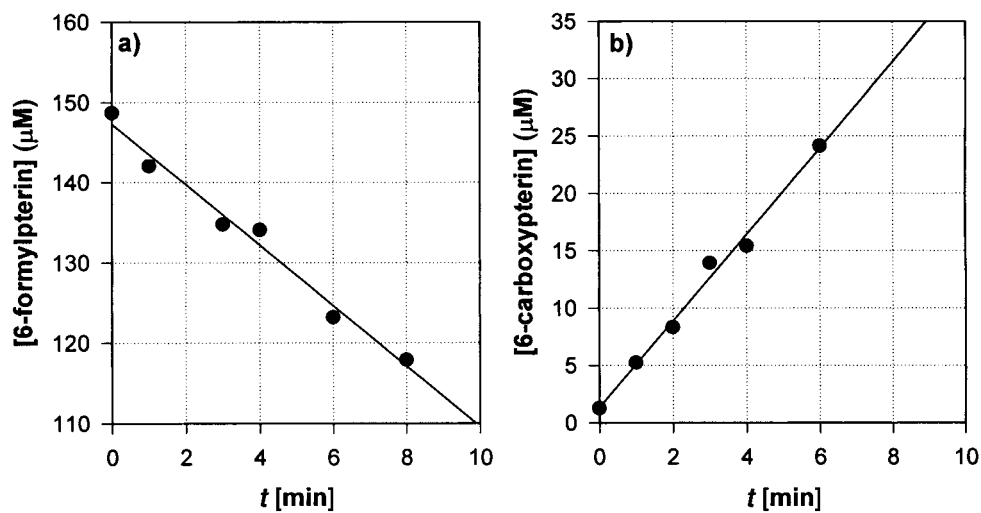 a)
[6-formylpterin] (μM)
160
150
140
130
120
110
0 2 4 6 8 10
t [min]
b)
[6-carboxypterin] (μM)
35
30
25
20
15
10
5
0
0 2 4 6 8 10
t [min]